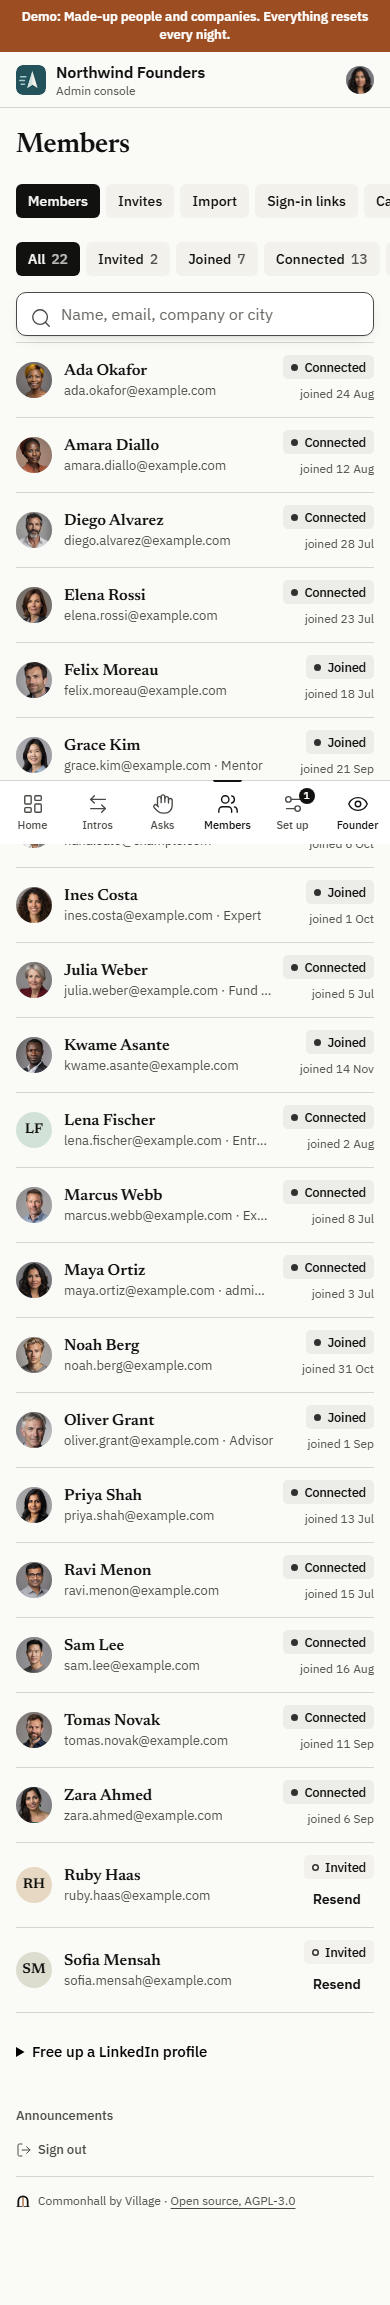 Demo: Made-up people and companies. Everything resets
every night.
Northwind Founders
Admin console
Members
Members Invites Import Sign-in links Ca
All 22 Invited 2 Joined 7 Connected 13
Name, email, company or city
Ada Okafor Connected
ada.okafor@example.com joined 24 Aug
Amara Diallo Connected
amara.diallo@example.com joined 12 Aug
Diego Alvarez Connected
diego.alvarez@example.com joined 28 Jul
Elena Rossi Connected
elena.rossi@example.com joined 23 Jul
Felix Moreau Joined
felix.moreau@example.com joined 18 Jul
Grace Kim Joined
grace.kim@example.com · Mentor joined 21 Sep
1
Home Intros Asks Members Set up Founder
joined 6 Oct
Ines Costa Joined
ines.costa@example.com · Expert joined 1 Oct
Julia Weber Connected
julia.weber@example.com · Fund ... joined 5 Jul
Kwame Asante Joined
kwame.asante@example.com joined 14 Nov
LF Lena Fischer Connected
lena.fischer@example.com · Entr... joined 2 Aug
Marcus Webb Connected
marcus.webb@example.com · Ex... joined 8 Jul
Maya Ortiz Connected
maya.ortiz@example.com · admi... joined 3 Jul
Noah Berg Joined
noah.berg@example.com joined 31 Oct
Oliver Grant Joined
oliver.grant@example.com · Advisor joined 1 Sep
Priya Shah Connected
priya.shah@example.com joined 13 Jul
Ravi Menon Connected
ravi.menon@example.com joined 15 Jul
Sam Lee Connected
sam.lee@example.com joined 16 Aug
Tomas Novak Connected
tomas.novak@example.com joined 11 Sep
Zara Ahmed Connected
zara.ahmed@example.com joined 6 Sep
RH Ruby Haas Invited
ruby.haas@example.com Resend
SM Sofia Mensah Invited
sofia.mensah@example.com Resend
Free up a LinkedIn profile
Announcements
Sign out
Commonhall by Village · Open source, AGPL-3.0